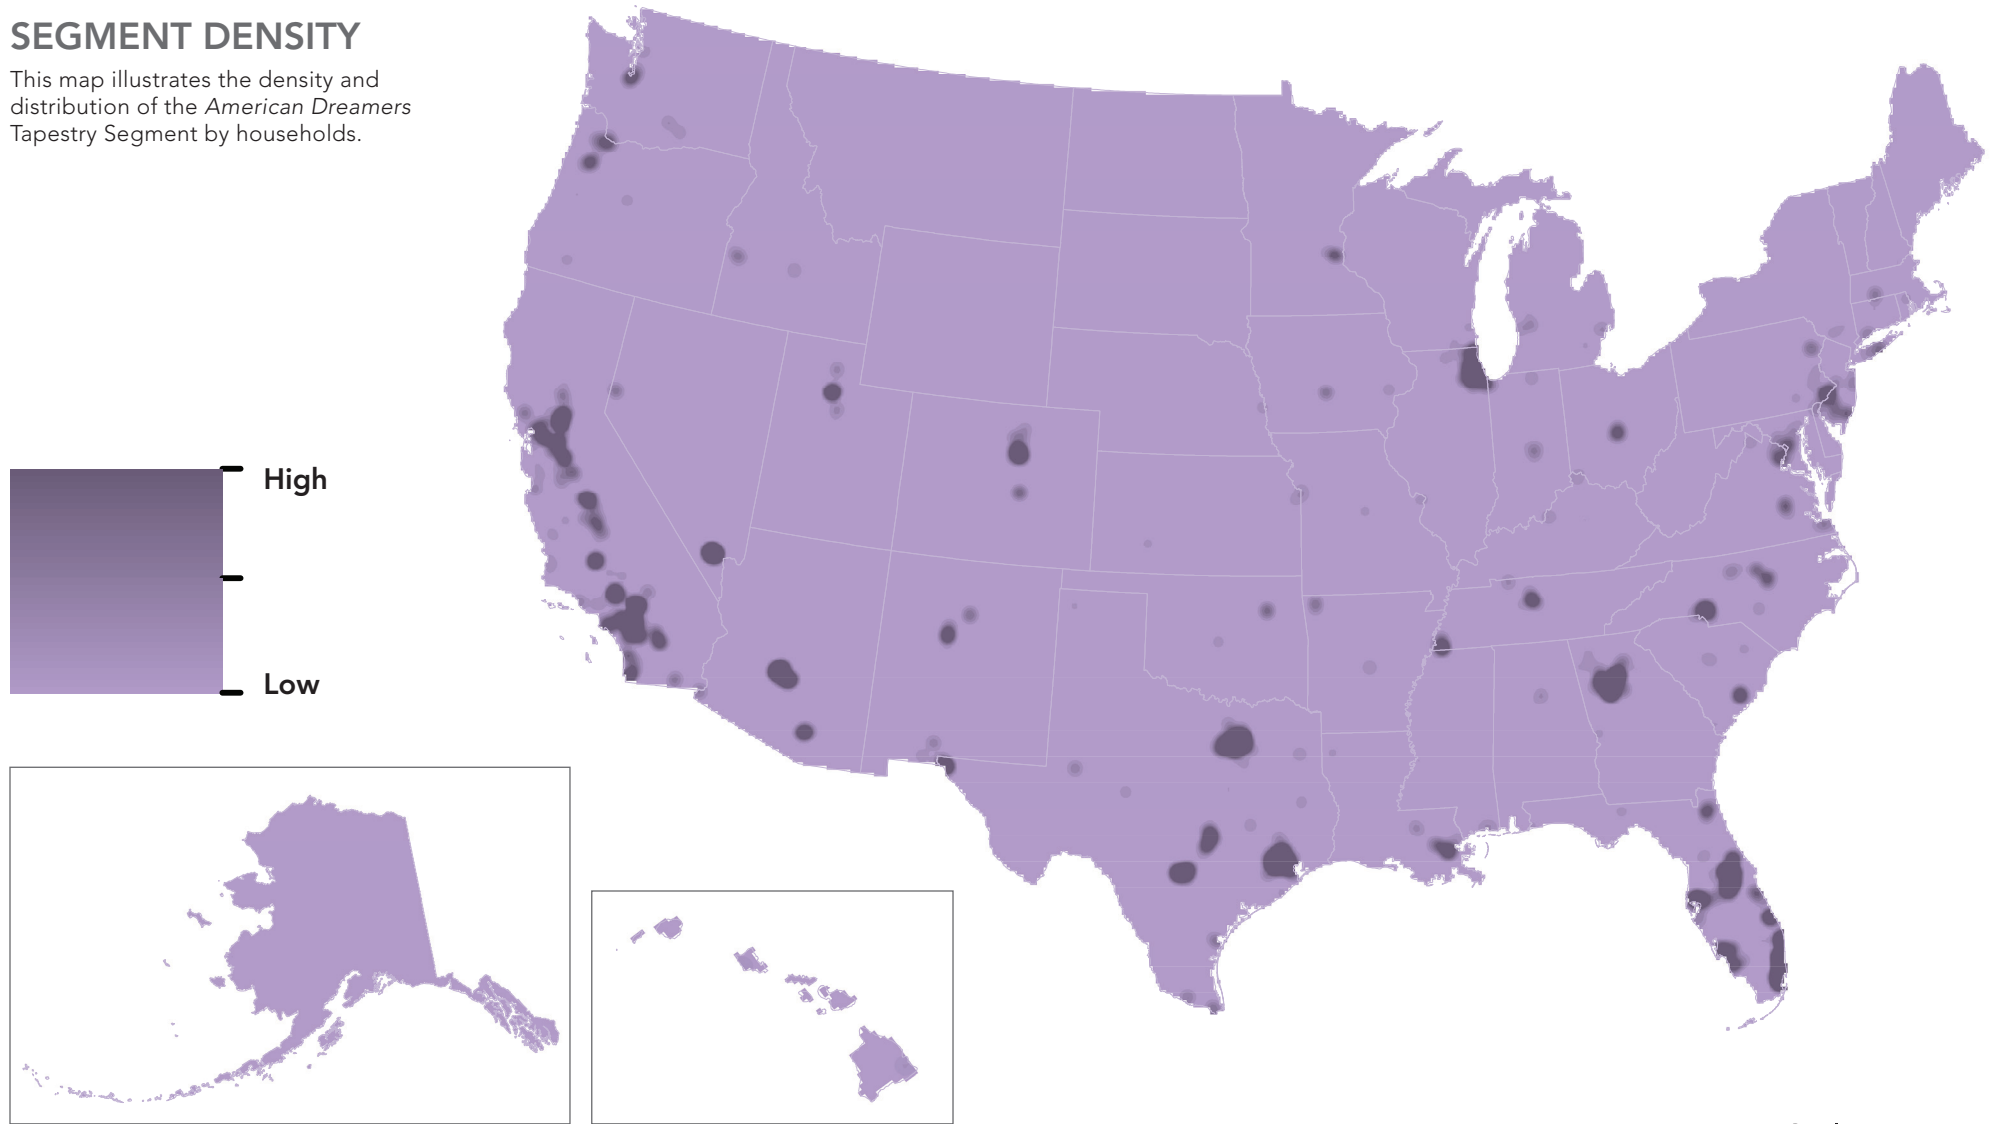 SEGMENT DENSITY
This map illustrates the density and
distribution of the American Dreamers
Tapestry Segment by households.
High
Low